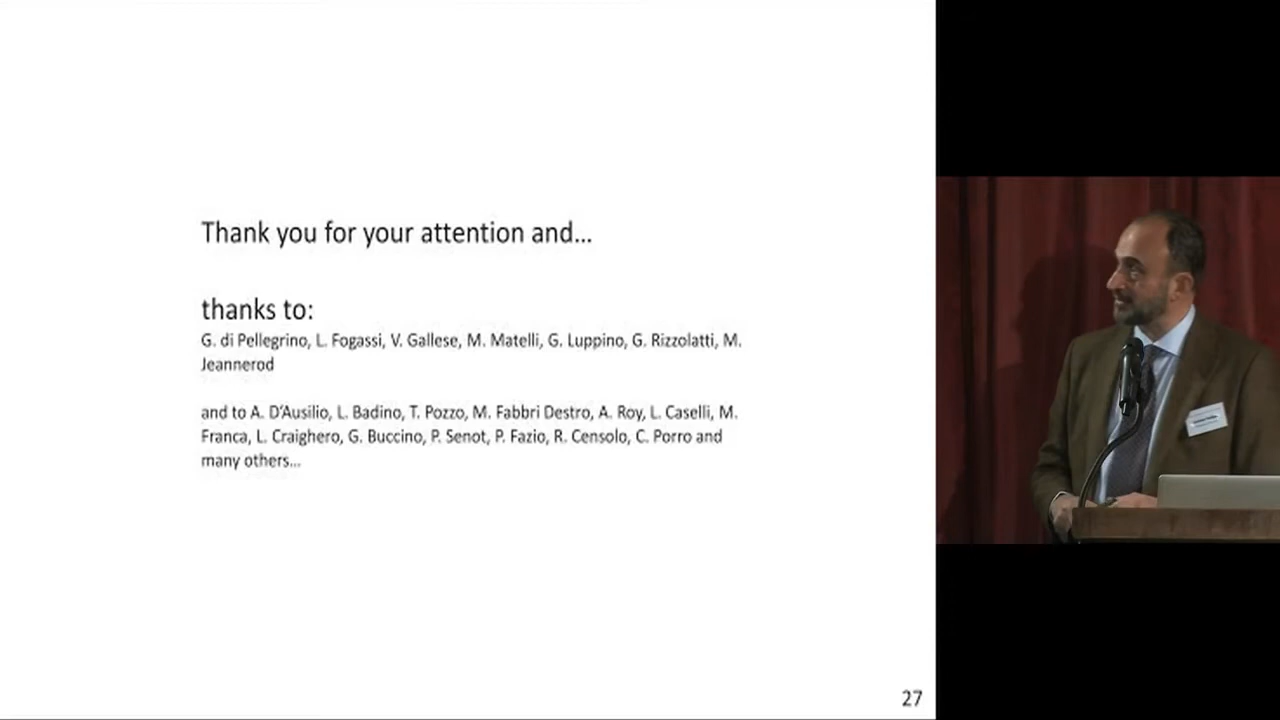 Thank you for your attention and...
thanks to:
G. di Pellegrino, L. Fogassi, V. Gallese, M. Matelli, G. Luppino, G. Rizzolatti, M.
Jeannerod
and to A. D'Ausilio, L. Badino, T. Pozzo, M. Fabbri Destro, A. Roy, L. Caselli, M.
Franca, L. Craighero, G. Buccino, P. Senot, P. Fazio, R. Censolo, C. Porro and
many others...
27